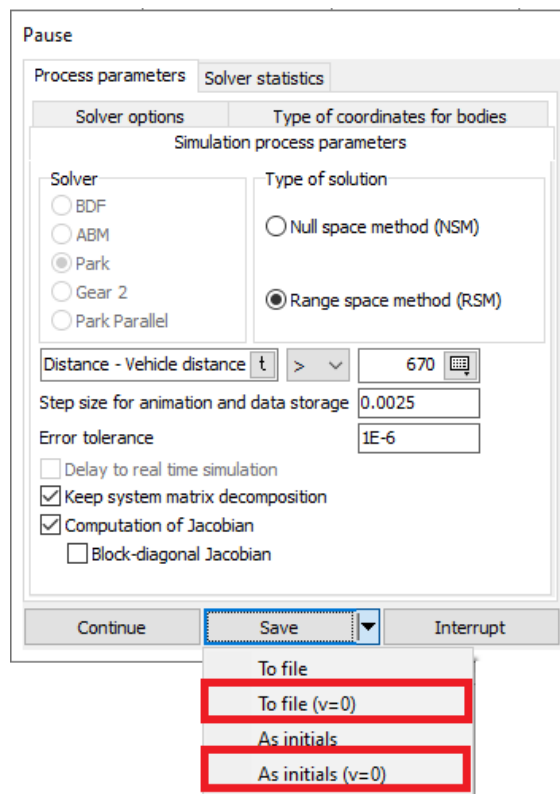 Pause
Process parameters
Solver statistics
Solver options
Type of coordinates for bodies
Simulation process parameters
Solver
BDF
ABM
Park
Gear 2
Park Parallel
Type of solution
Null space method (NSM)
Range space method (RSM)
Distance - Vehicle distance t > 670
Step size for animation and data storage 0.0025
Error tolerance 1E-6
Delay to real time simulation
Keep system matrix decomposition
Computation of Jacobian
Block-diagonal Jacobian
Continue Save Interrupt
To file
To file (v=0)
As initials
As initials (v=0)